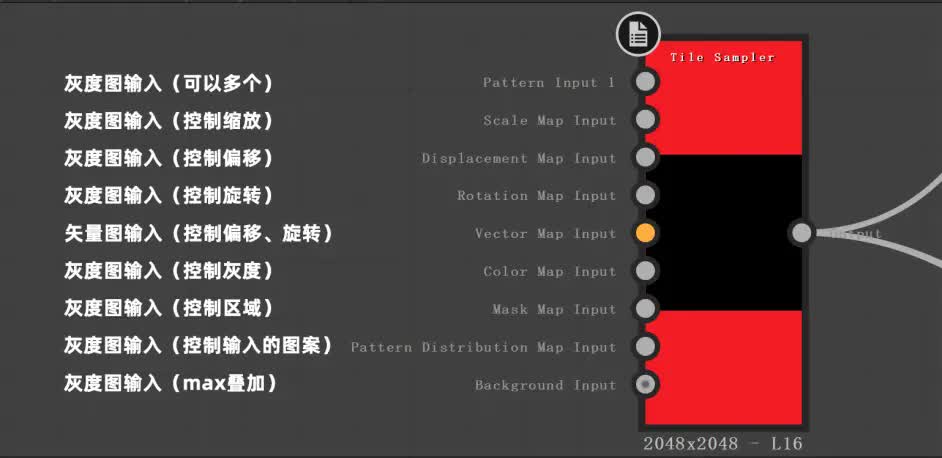 Tile Sampler
灰度图输入（可以多个） Pattern Input 1
灰度图输入（控制缩放） Scale Map Input
灰度图输入（控制偏移） Displacement Map Input
灰度图输入（控制旋转） Rotation Map Input
矢量图输入（控制偏移、旋转） Vector Map Input
output
灰度图输入（控制灰度） Color Map Input
灰度图输入（控制区域） Mask Map Input
灰度图输入（控制输入的图案） Pattern Distribution Map Input
灰度图输入（max叠加） Background Input
2048x2048 - L16